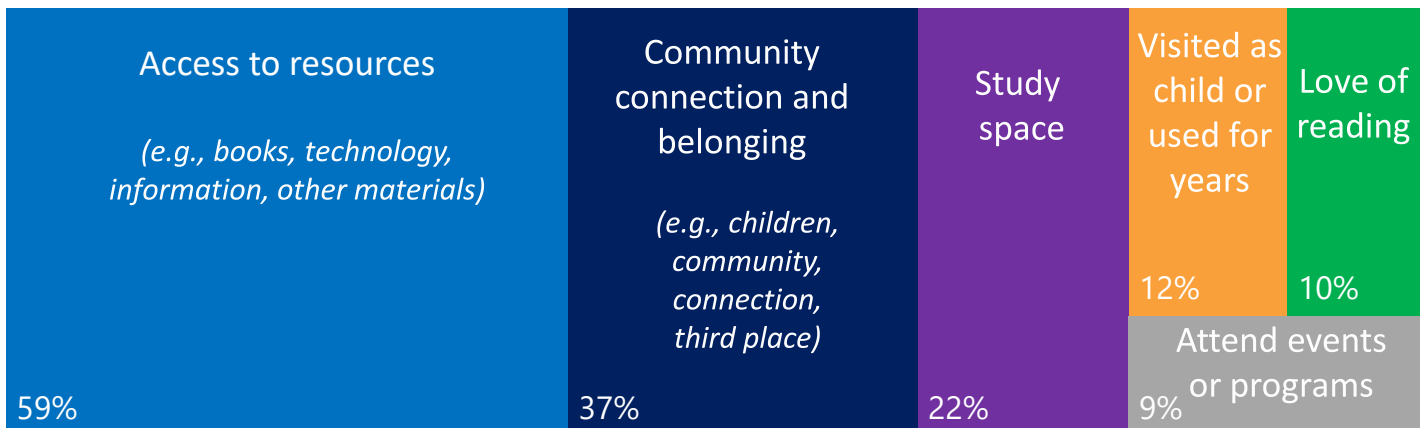 Access to resources
(e.g., books, technology,
information, other materials)
59%
Community
connection and
belonging
(e.g., children,
community,
connection,
third place)
37%
Study
space
22%
Visited as
child or
used for
years
12%
Love of
reading
10%
Attend events
or programs
9%